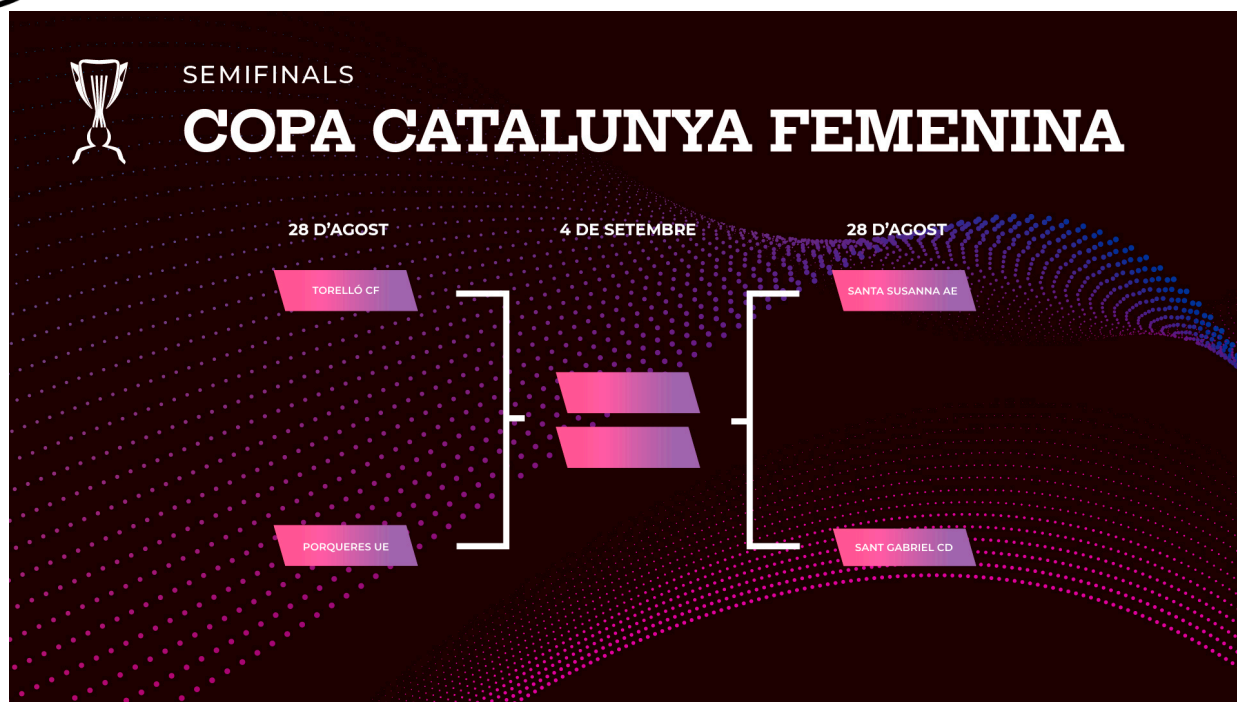 SEMIFINALS
COPA CATALUNYA FEMENINA
28 D'AGOST
4 DE SETEMBRE
28 D'AGOST
TORELLÓ CF
SANTA SUSANNA AE
PORQUERES UE
SANT GABRIEL CD